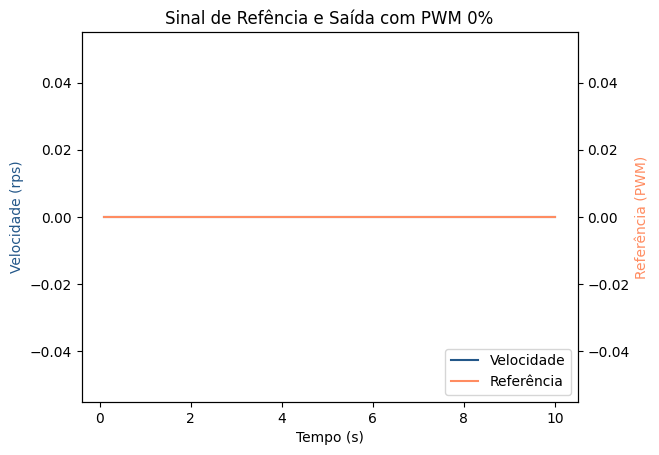 Sinal de Refência e Saída com PWM 0%
Velocidade (rps)
0.04
0.02
0.00
−0.02
−0.04
0.04
0.02
0.00
−0.02
−0.04
Referência (PWM)
Velocidade
Referência
0 2 4 6 8 10
Tempo (s)